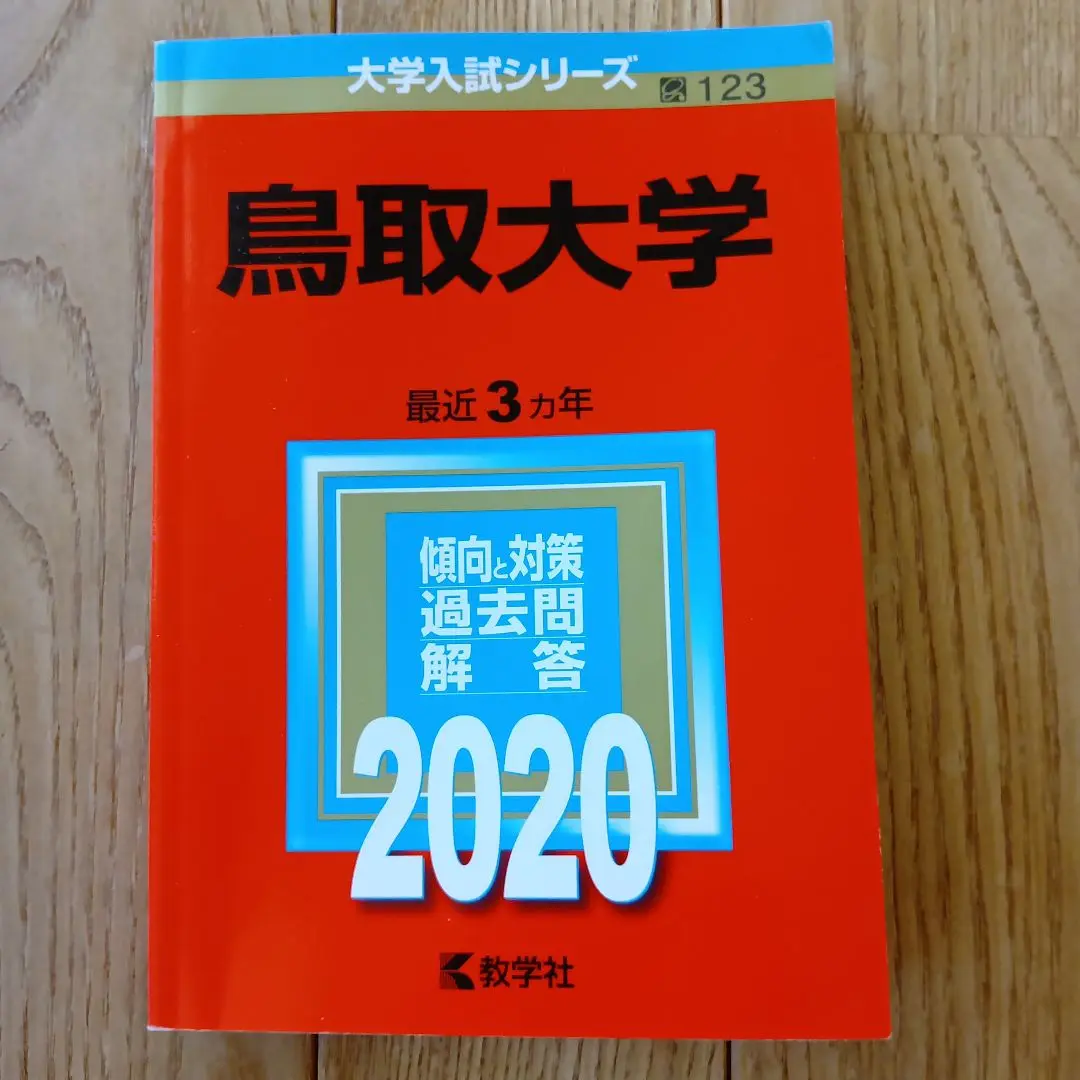 大学入試シリーズ 123
鳥取大学
最近3ヵ年
傾向と対策
過去問
解答
2020
教学社